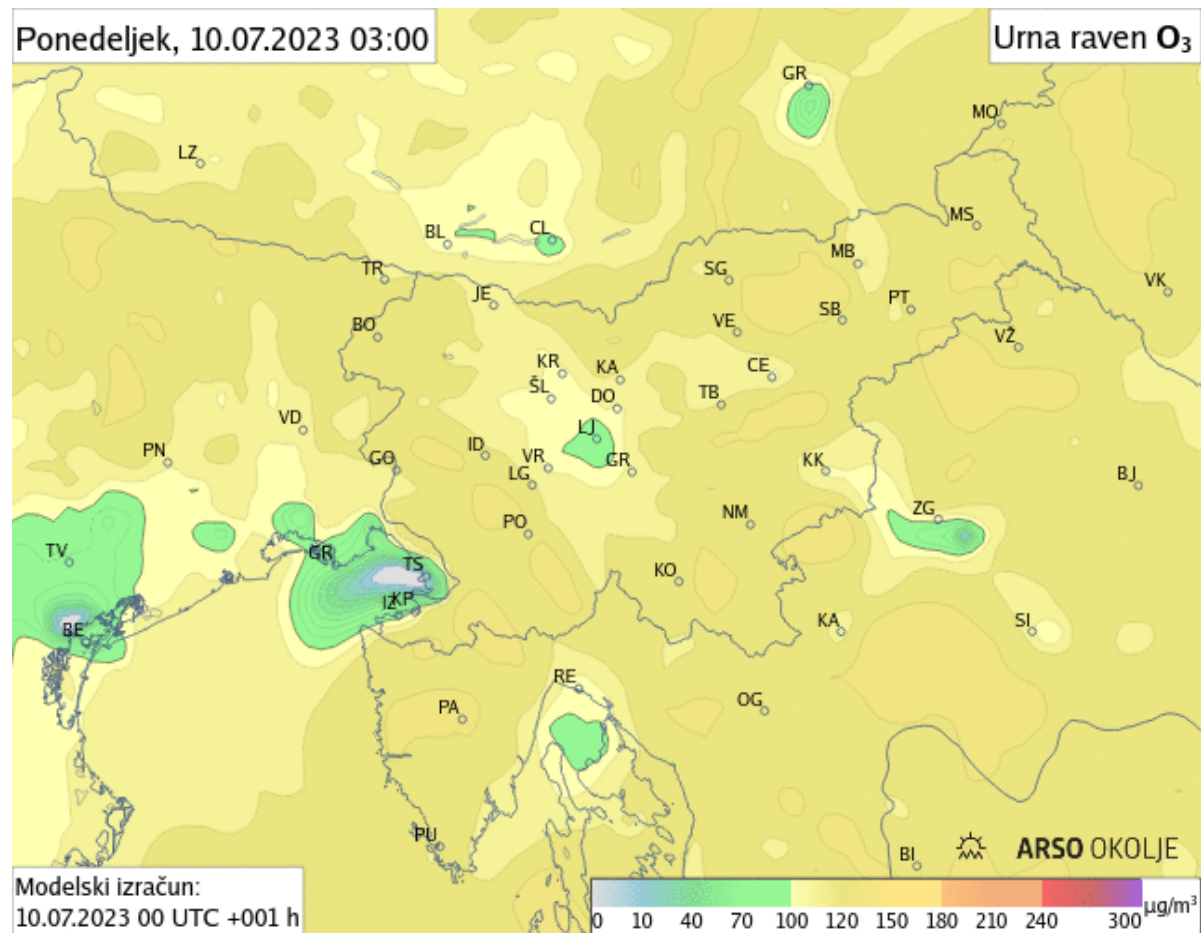 Ponedeljek, 10.07.2023 03:00
Urna raven O₃
GR
MO
LZ
MS
BL
CL
MB
TR
SG
VK
JE
PT
SB
BO
VE
VŽ
KR
KA
CE
ŠL
DO
TB
VD
LJ
PN
GO
ID
VR
GR
KK
LG
BJ
ZG
PO
NM
TV
GR
TS
KO
IZ
KP
BE
KA
SI
RE
PA
OG
PU
BI
ARSO OKOLJE
Modelski izračun:
10.07.2023 00 UTC +001 h
0 10 40 70 100 120 150 180 210 240 300 µg/m³